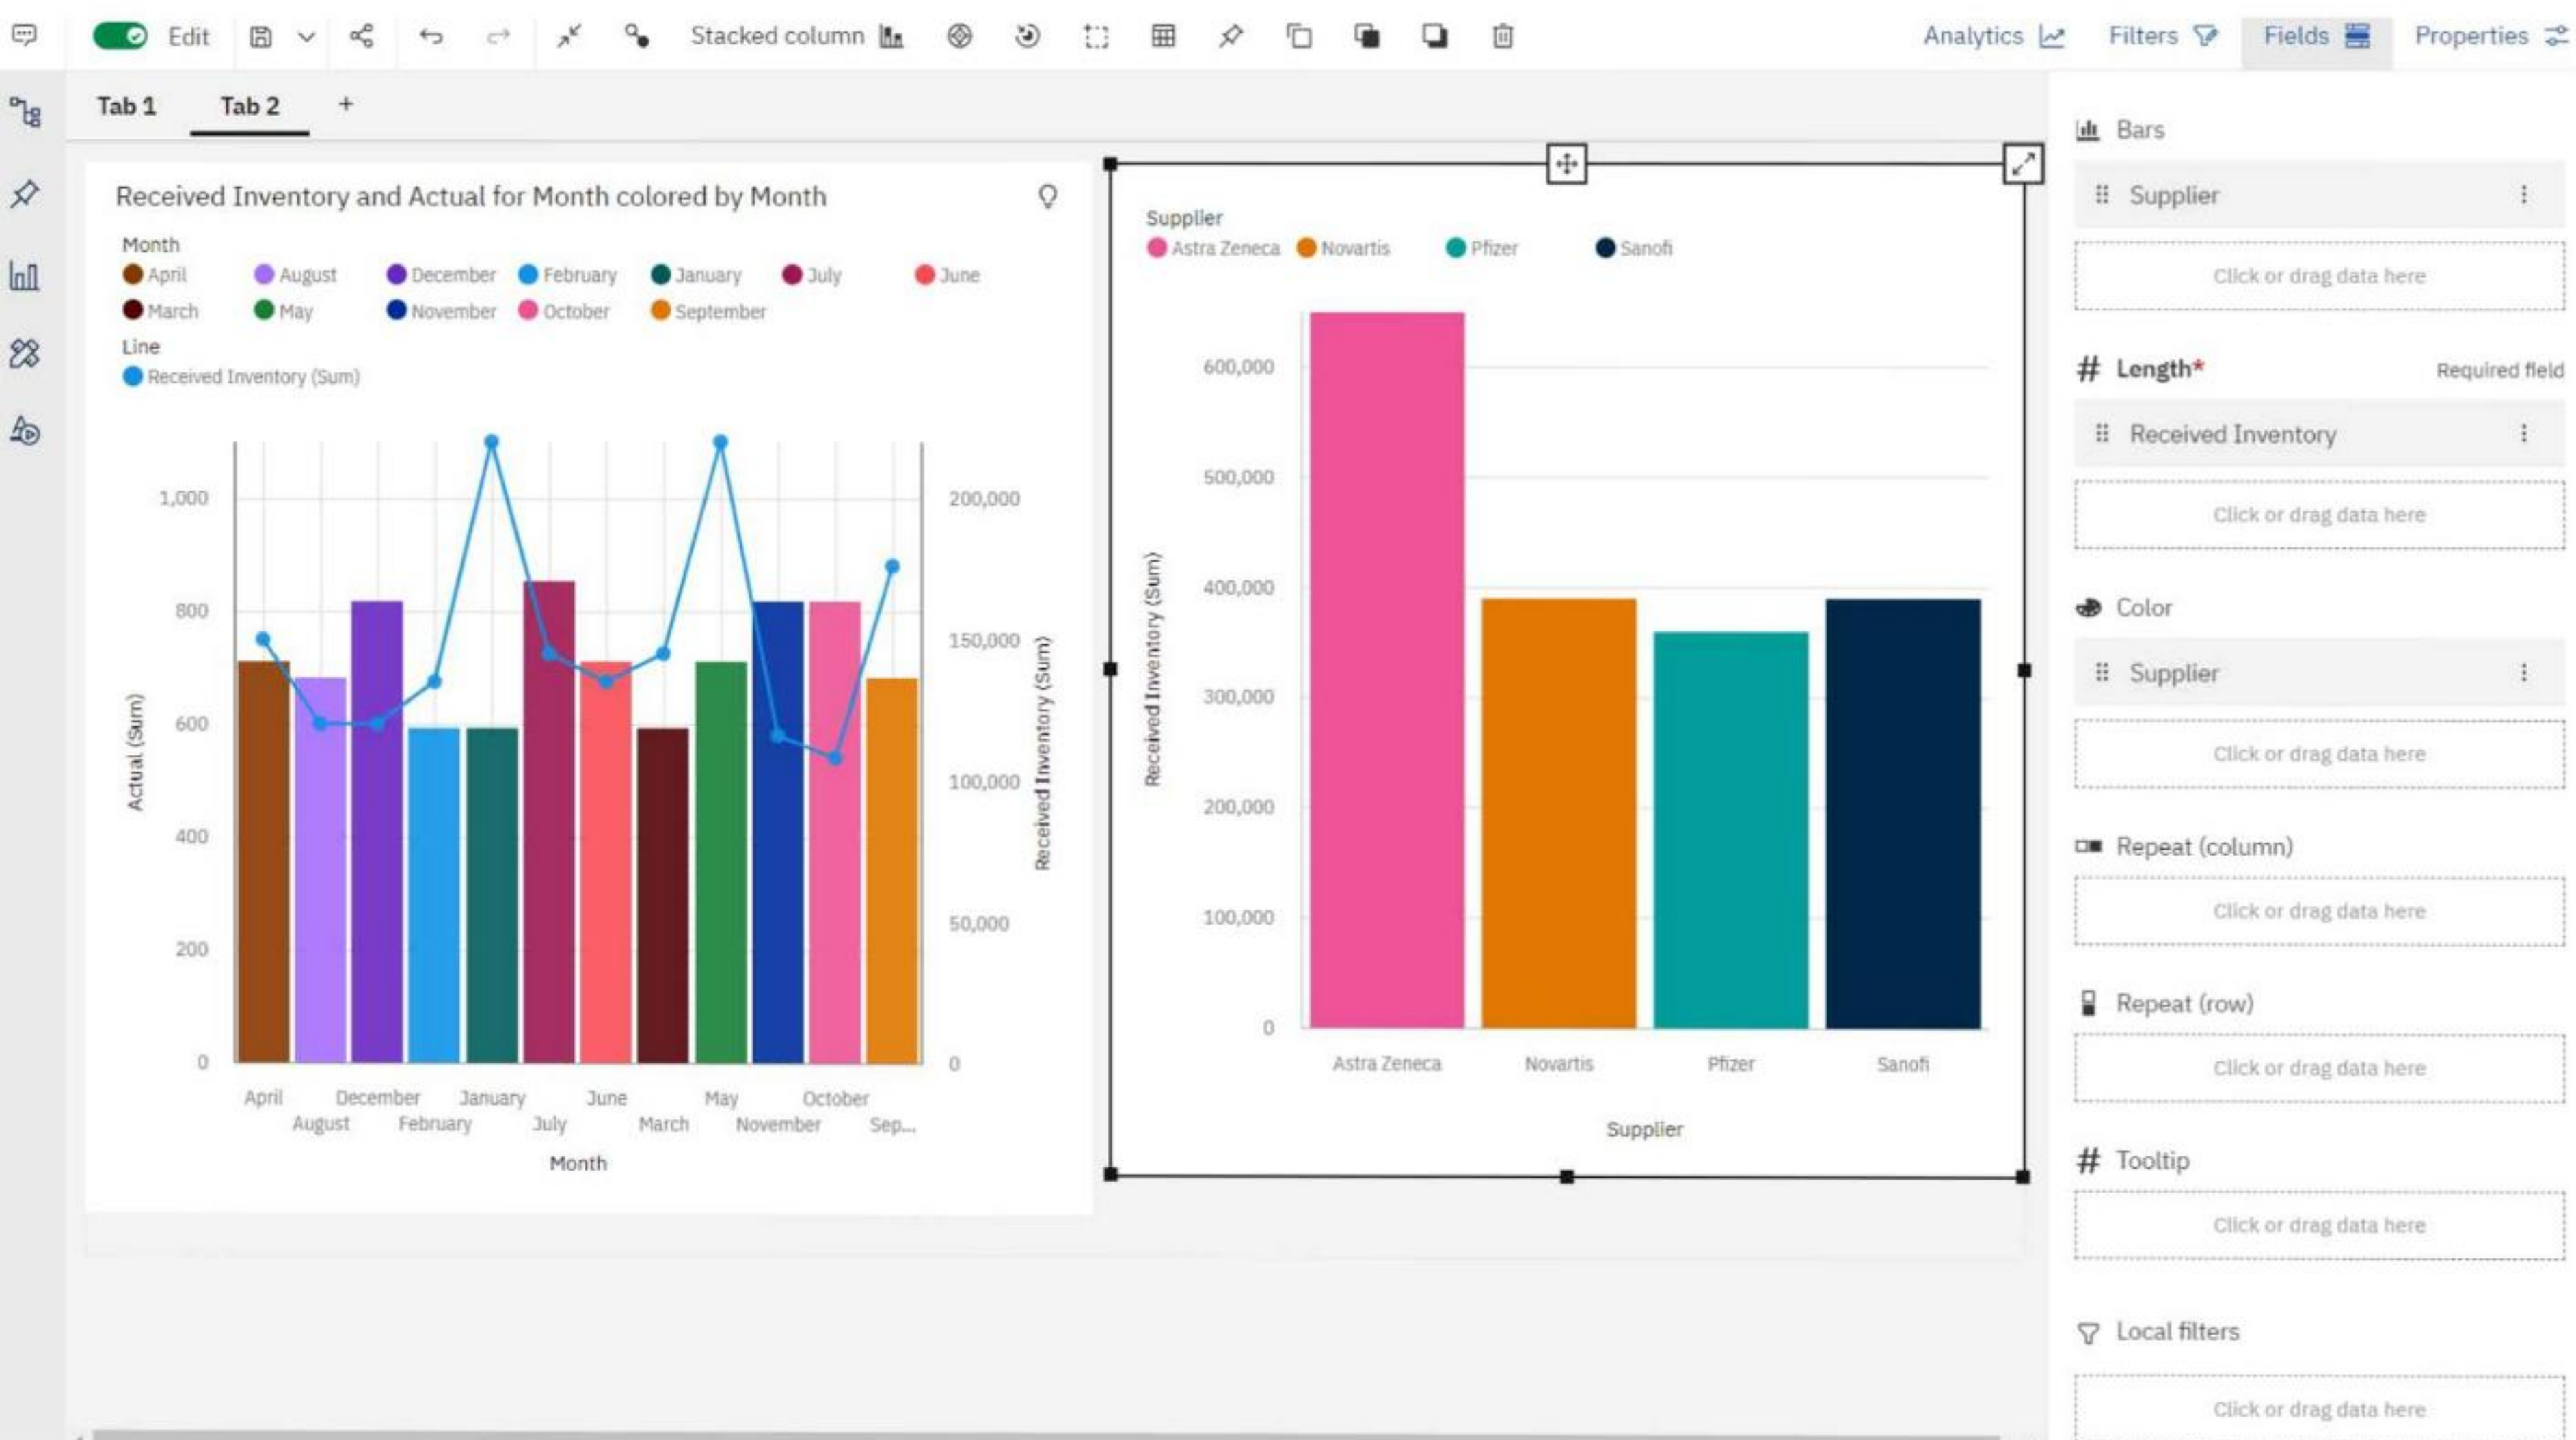 Edit
Stacked column
Analytics
Filters
Fields
Properties
Tab 1
Tab 2
+
Received Inventory and Actual for Month colored by Month
Month
April August December February January July June
March May November October September
Line
Received Inventory (Sum)
1,000
800
600
400
200
0
Actual (Sum)
200,000
150,000
100,000
50,000
0
Received Inventory (Sum)
April December January June May October
August February July March November Sep...
Month
Supplier
Astra Zeneca Novartis Pfizer Sanofi
600,000
500,000
400,000
300,000
200,000
100,000
0
Received Inventory (Sum)
Astra Zeneca Novartis Pfizer Sanofi
Supplier
Bars
Supplier
Click or drag data here
# Length* Required field
Received Inventory
Click or drag data here
Color
Supplier
Click or drag data here
Repeat (column)
Click or drag data here
Repeat (row)
Click or drag data here
# Tooltip
Click or drag data here
Local filters
Click or drag data here